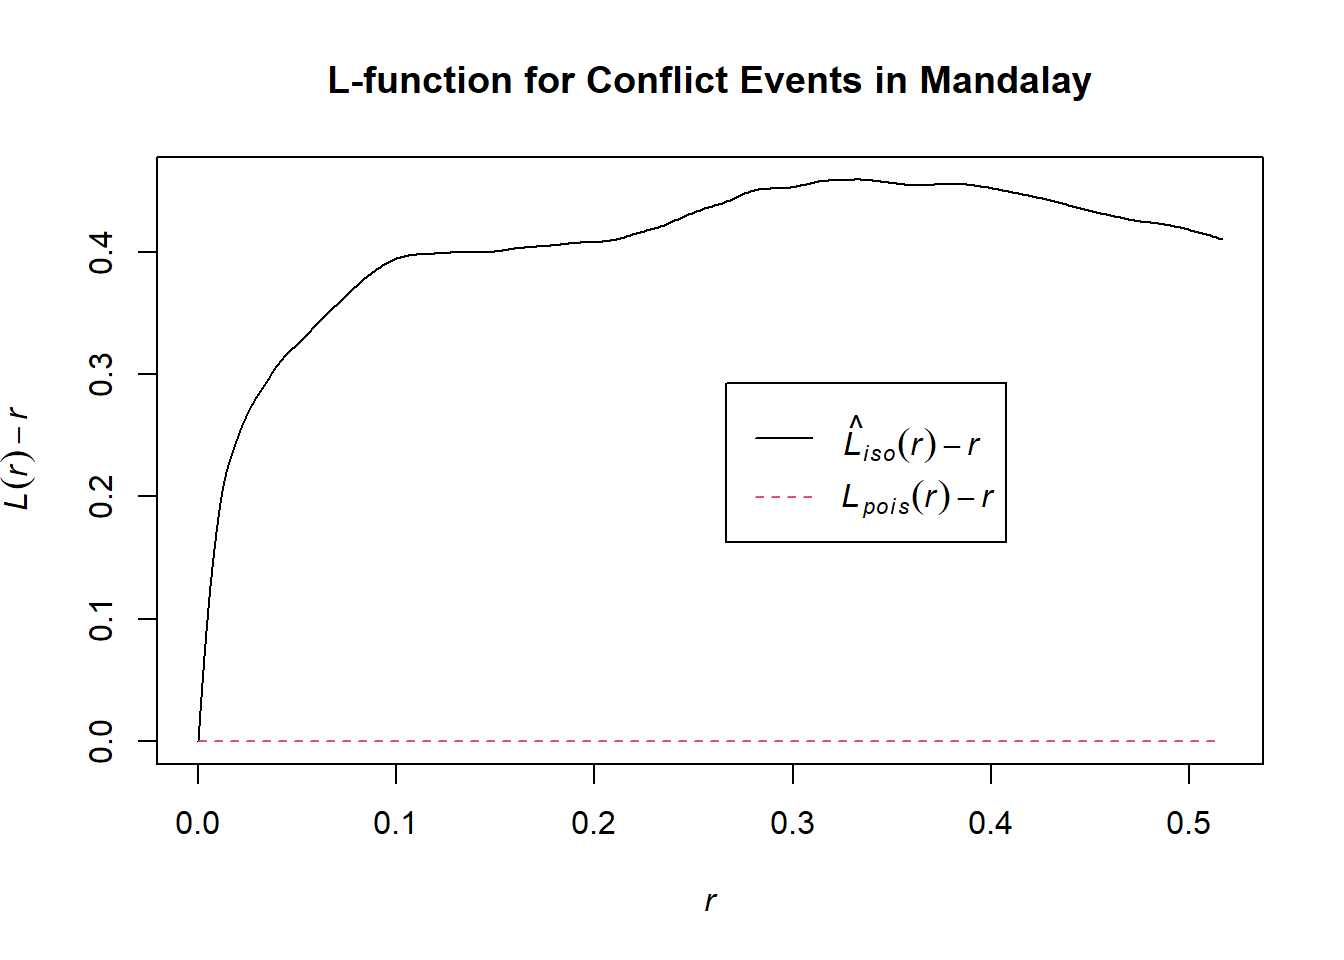 L-function for Conflict Events in Mandalay
L(r) − r
0.4
0.3
0.2
0.1
0.0
L̂iso(r) − r
Lpois(r) − r
0.0 0.1 0.2 0.3 0.4 0.5
r